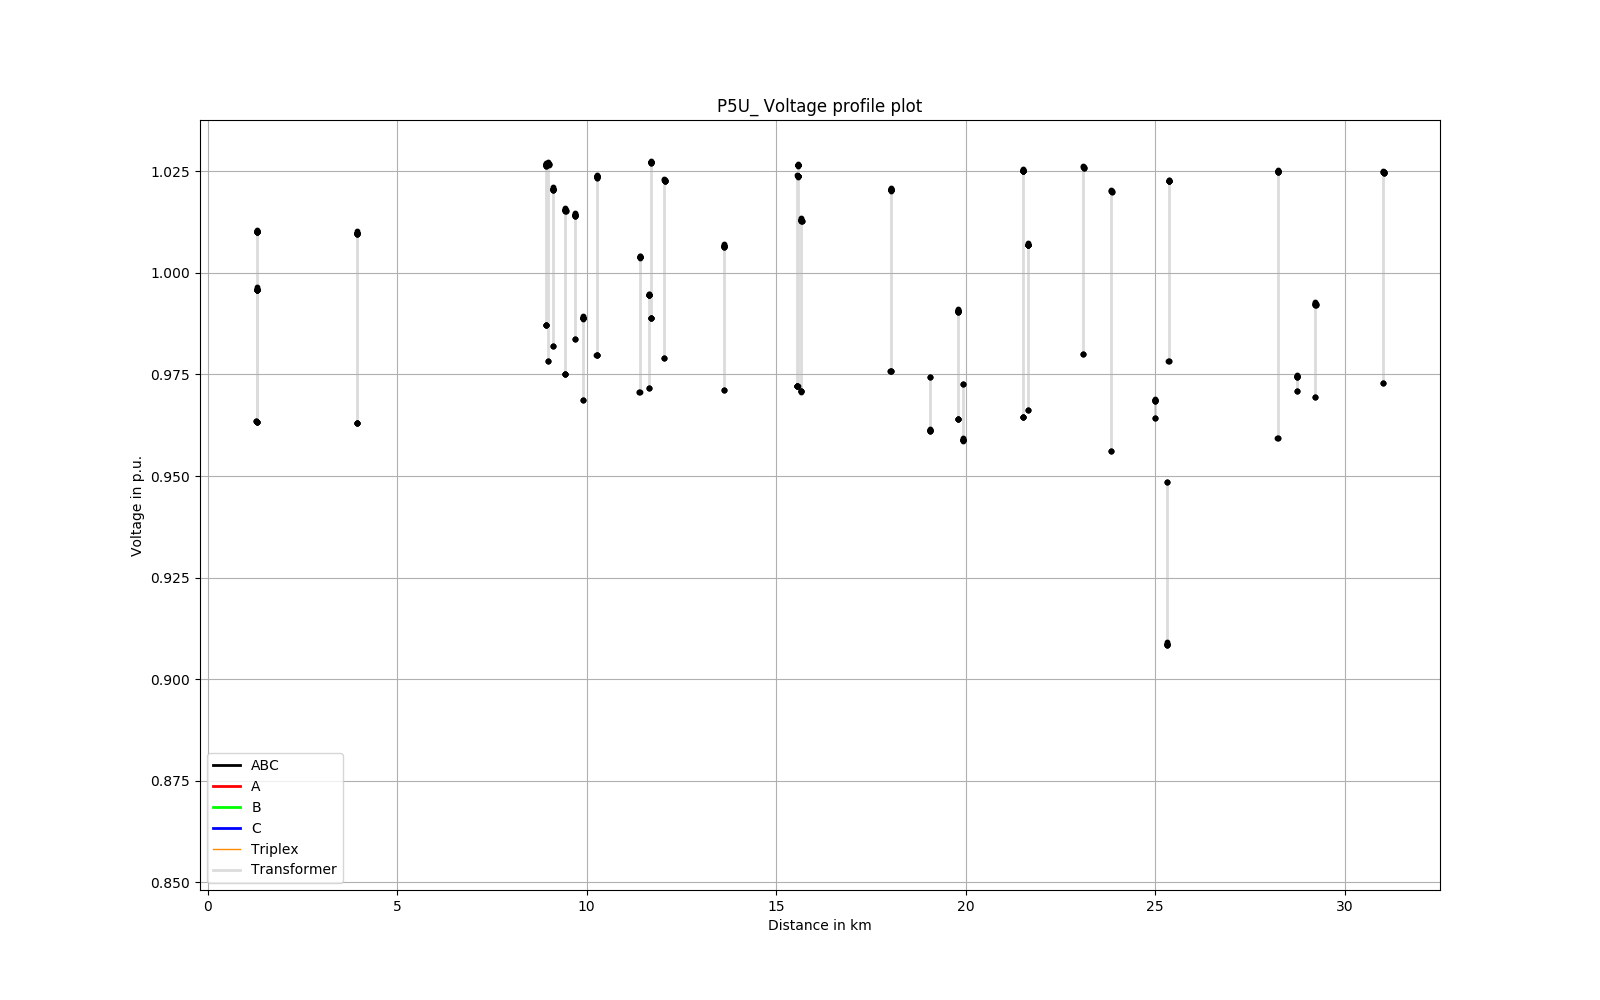 P5U_ Voltage profile plot
1.025
1.000
0.975
0.950
0.925
0.900
0.875
0.850
Voltage in p.u.
ABC
A
B
C
Triplex
Transformer
0 5 10 15 20 25 30
Distance in km